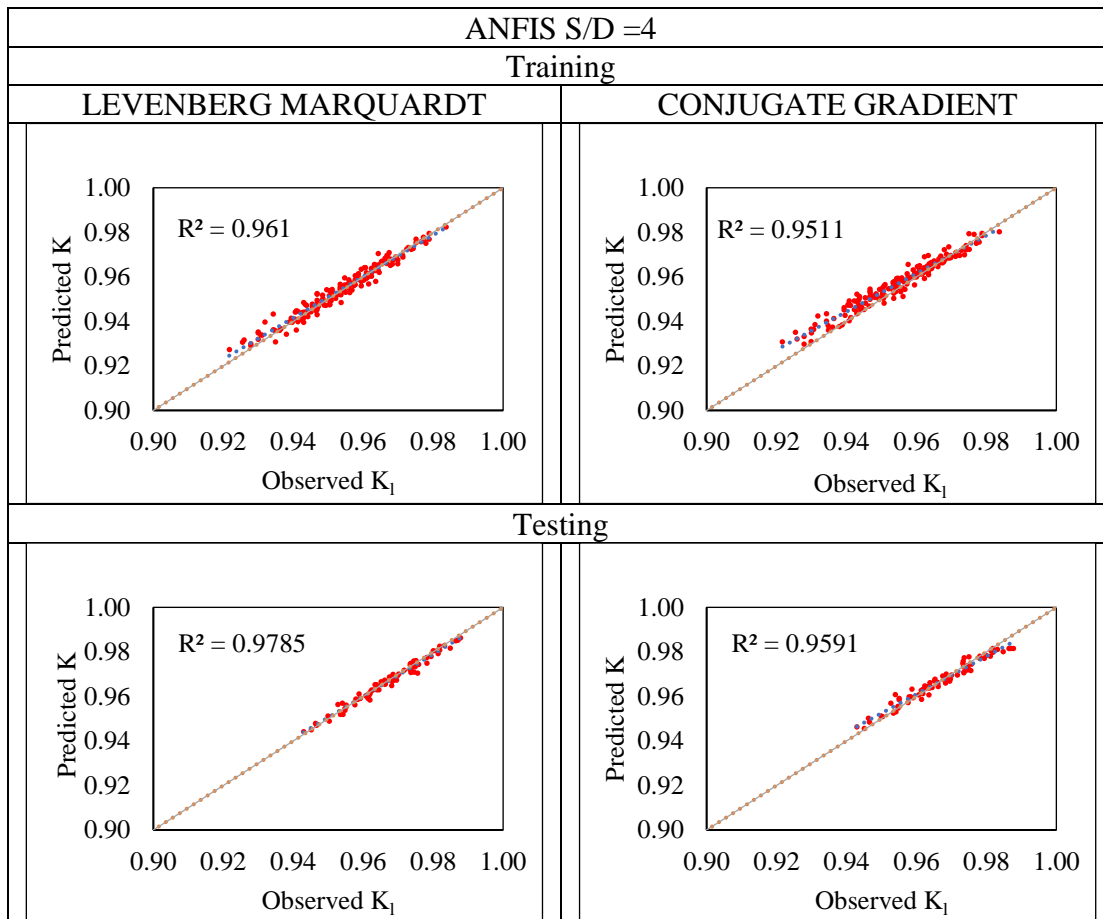 ANFIS S/D =4
Training
LEVENBERG MARQUARDT
CONJUGATE GRADIENT
1.00
0.98
0.96
0.94
0.92
0.90
Predicted K
R² = 0.961
0.90 0.92 0.94 0.96 0.98 1.00
Observed Kₗ
1.00
0.98
0.96
0.94
0.92
0.90
Predicted K
R² = 0.9511
0.90 0.92 0.94 0.96 0.98 1.00
Observed Kₗ
Testing
1.00
0.98
0.96
0.94
0.92
0.90
Predicted K
R² = 0.9785
0.90 0.92 0.94 0.96 0.98 1.00
Observed Kₗ
1.00
0.98
0.96
0.94
0.92
0.90
Predicted K
R² = 0.9591
0.90 0.92 0.94 0.96 0.98 1.00
Observed Kₗ